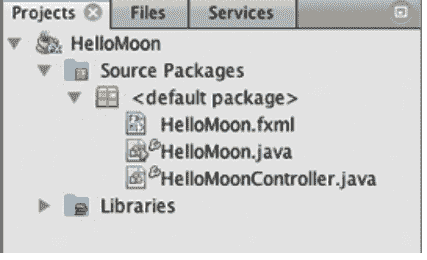 Projects Files Services
HelloMoon
Source Packages
<default package>
HelloMoon.fxml
HelloMoon.java
HelloMoonController.java
Libraries